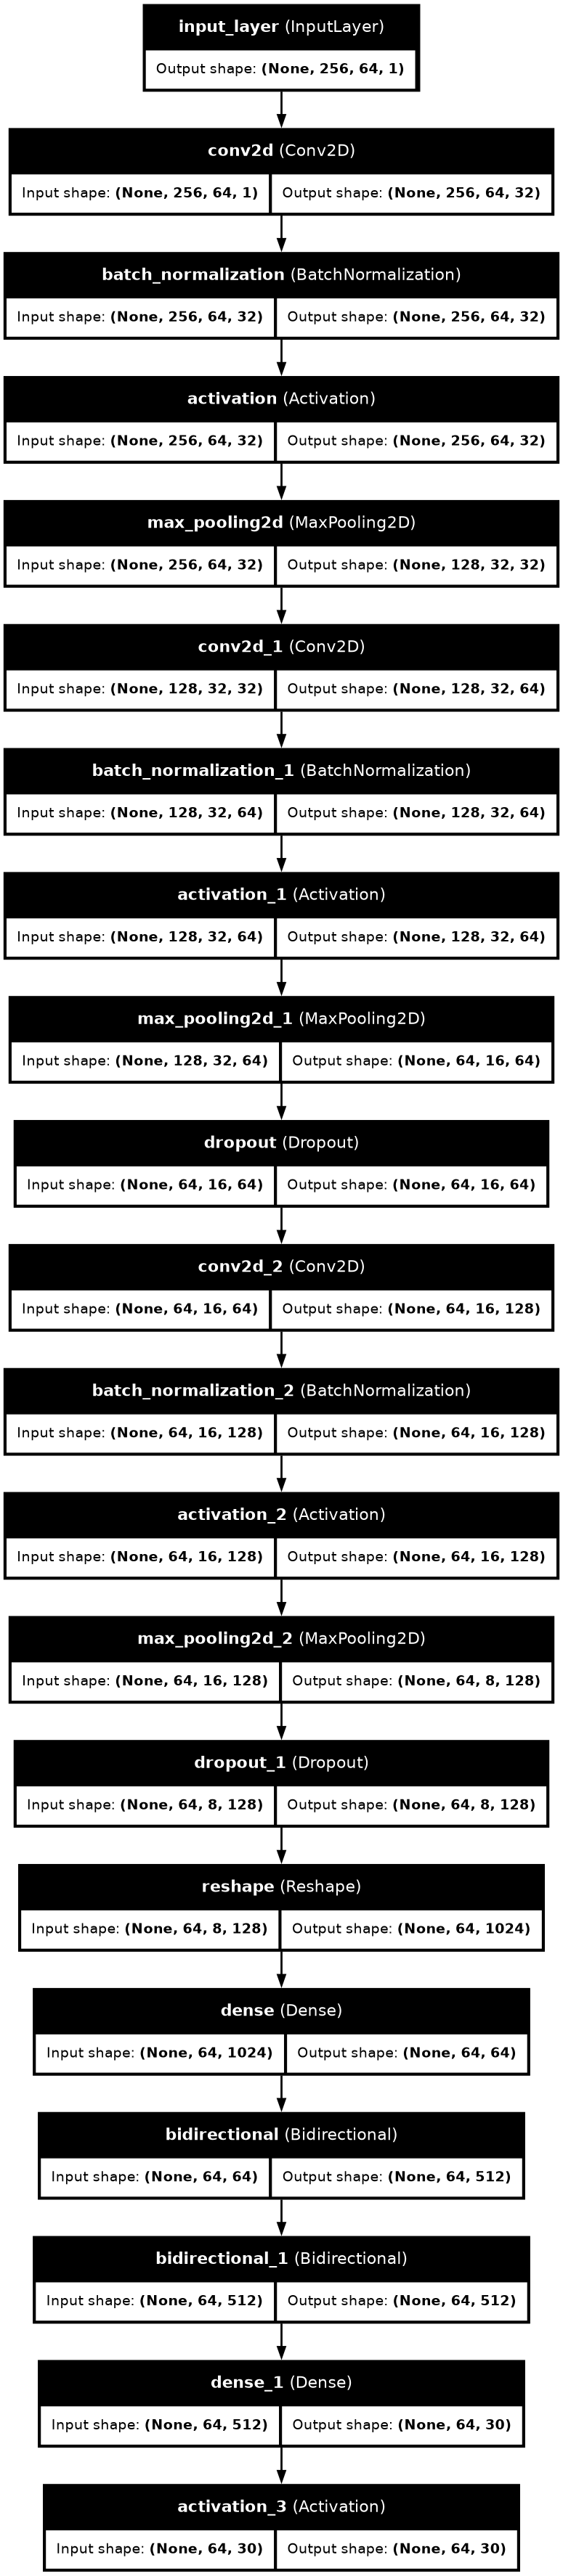 input_layer (InputLayer)
Output shape: (None, 256, 64, 1)
conv2d (Conv2D)
Input shape: (None, 256, 64, 1) Output shape: (None, 256, 64, 32)
batch_normalization (BatchNormalization)
Input shape: (None, 256, 64, 32) Output shape: (None, 256, 64, 32)
activation (Activation)
Input shape: (None, 256, 64, 32) Output shape: (None, 256, 64, 32)
max_pooling2d (MaxPooling2D)
Input shape: (None, 256, 64, 32) Output shape: (None, 128, 32, 32)
conv2d_1 (Conv2D)
Input shape: (None, 128, 32, 32) Output shape: (None, 128, 32, 64)
batch_normalization_1 (BatchNormalization)
Input shape: (None, 128, 32, 64) Output shape: (None, 128, 32, 64)
activation_1 (Activation)
Input shape: (None, 128, 32, 64) Output shape: (None, 128, 32, 64)
max_pooling2d_1 (MaxPooling2D)
Input shape: (None, 128, 32, 64) Output shape: (None, 64, 16, 64)
dropout (Dropout)
Input shape: (None, 64, 16, 64) Output shape: (None, 64, 16, 64)
conv2d_2 (Conv2D)
Input shape: (None, 64, 16, 64) Output shape: (None, 64, 16, 128)
batch_normalization_2 (BatchNormalization)
Input shape: (None, 64, 16, 128) Output shape: (None, 64, 16, 128)
activation_2 (Activation)
Input shape: (None, 64, 16, 128) Output shape: (None, 64, 16, 128)
max_pooling2d_2 (MaxPooling2D)
Input shape: (None, 64, 16, 128) Output shape: (None, 64, 8, 128)
dropout_1 (Dropout)
Input shape: (None, 64, 8, 128) Output shape: (None, 64, 8, 128)
reshape (Reshape)
Input shape: (None, 64, 8, 128) Output shape: (None, 64, 1024)
dense (Dense)
Input shape: (None, 64, 1024) Output shape: (None, 64, 64)
bidirectional (Bidirectional)
Input shape: (None, 64, 64) Output shape: (None, 64, 512)
bidirectional_1 (Bidirectional)
Input shape: (None, 64, 512) Output shape: (None, 64, 512)
dense_1 (Dense)
Input shape: (None, 64, 512) Output shape: (None, 64, 30)
activation_3 (Activation)
Input shape: (None, 64, 30) Output shape: (None, 64, 30)